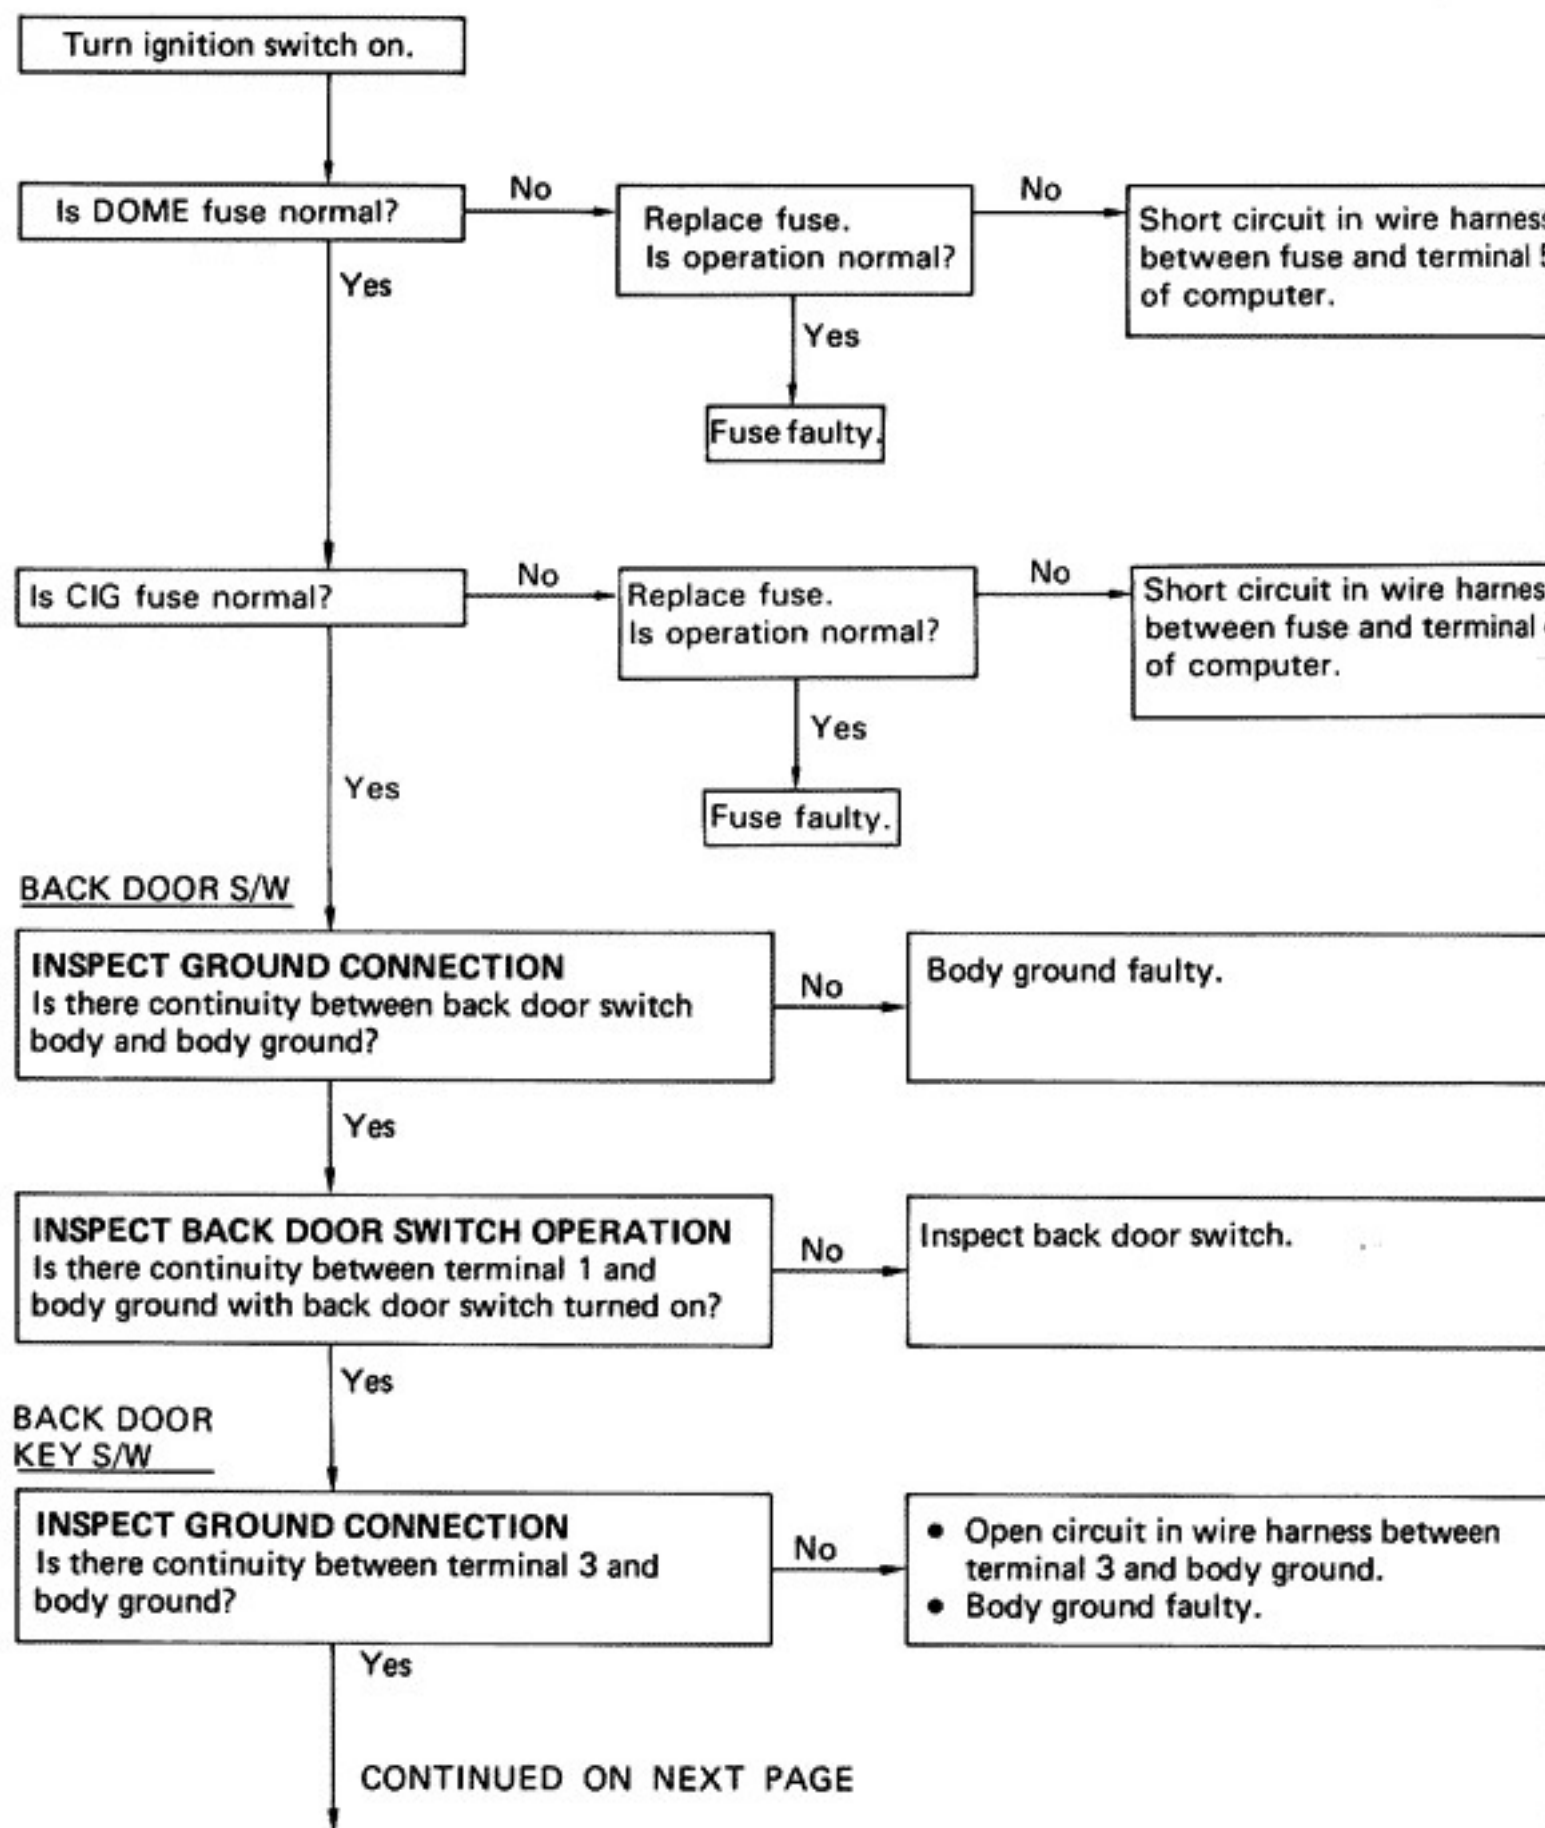 Turn ignition switch on.
Is DOME fuse normal?
No
Replace fuse.
Is operation normal?
No
Short circuit in wire harness
between fuse and terminal
of computer.
Yes
Yes
Fuse faulty.
Is CIG fuse normal?
No
Replace fuse.
Is operation normal?
No
Short circuit in wire harnes
between fuse and terminal
of computer.
Yes
Yes
Fuse faulty.
BACK DOOR S/W
INSPECT GROUND CONNECTION
Is there continuity between back door switch
body and body ground?
No
Body ground faulty.
Yes
INSPECT BACK DOOR SWITCH OPERATION
Is there continuity between terminal 1 and
body ground with back door switch turned on?
No
Inspect back door switch.
Yes
BACK DOOR
KEY S/W
INSPECT GROUND CONNECTION
Is there continuity between terminal 3 and
body ground?
No
• Open circuit in wire harness between
terminal 3 and body ground.
• Body ground faulty.
Yes
CONTINUED ON NEXT PAGE